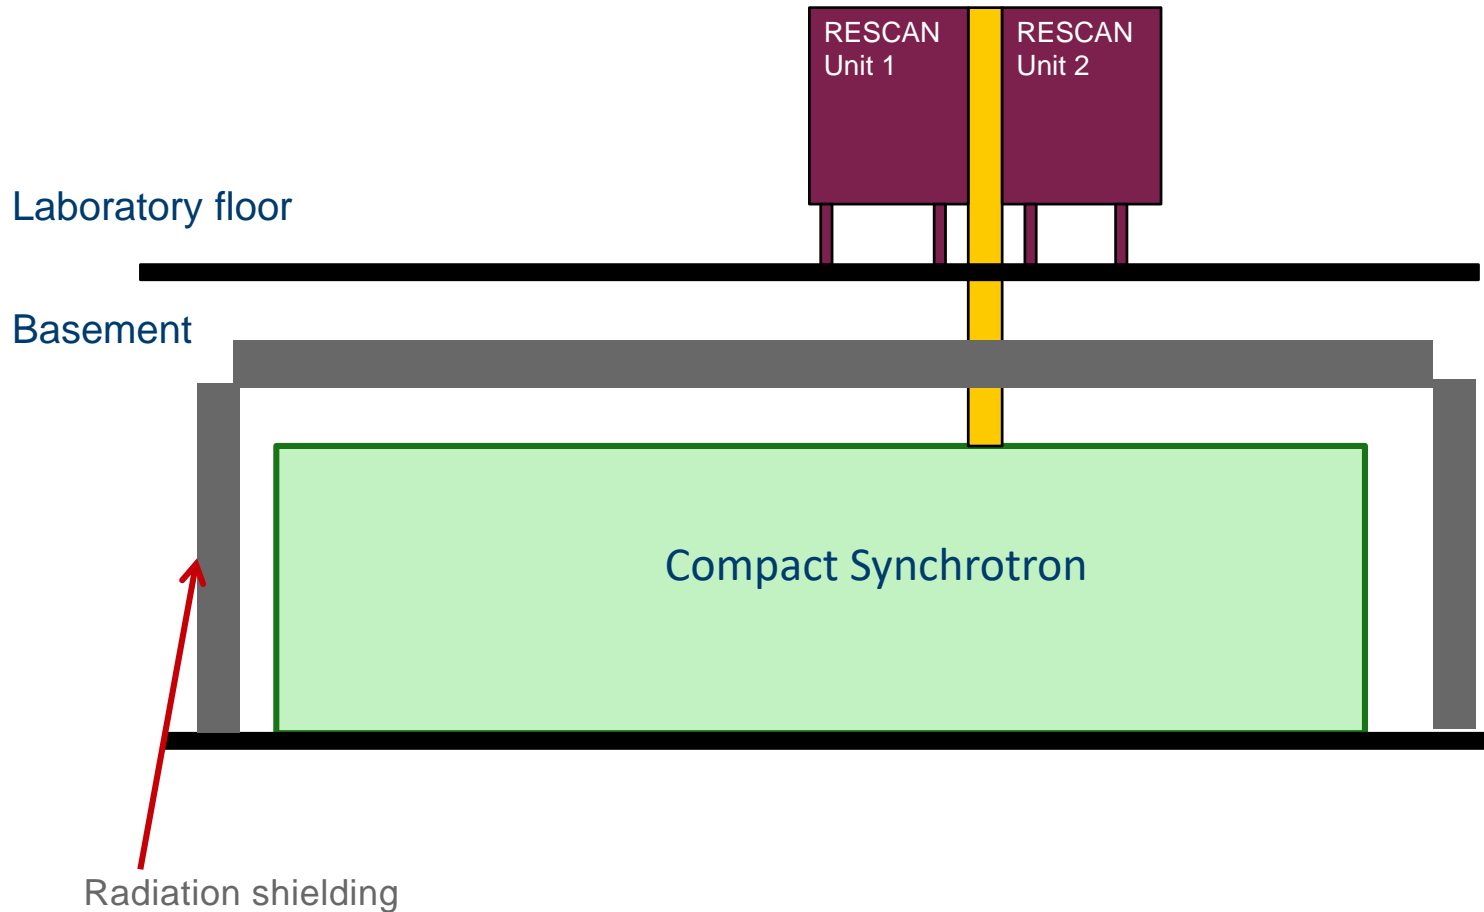 RESCAN
Unit 1
RESCAN
Unit 2
Laboratory floor
Basement
Compact Synchrotron
Radiation shielding